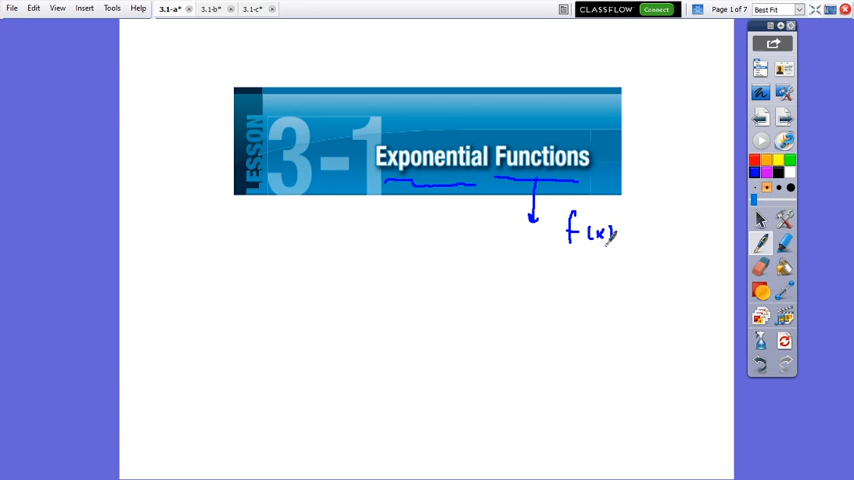 File Edit View Insert Tools Help 3.1-a* 3.1-b* 3.1-c* CLASSFLOW Connect Page 1 of 7 Best Fit
LESSON 3-1 Exponential Functions
f(x)